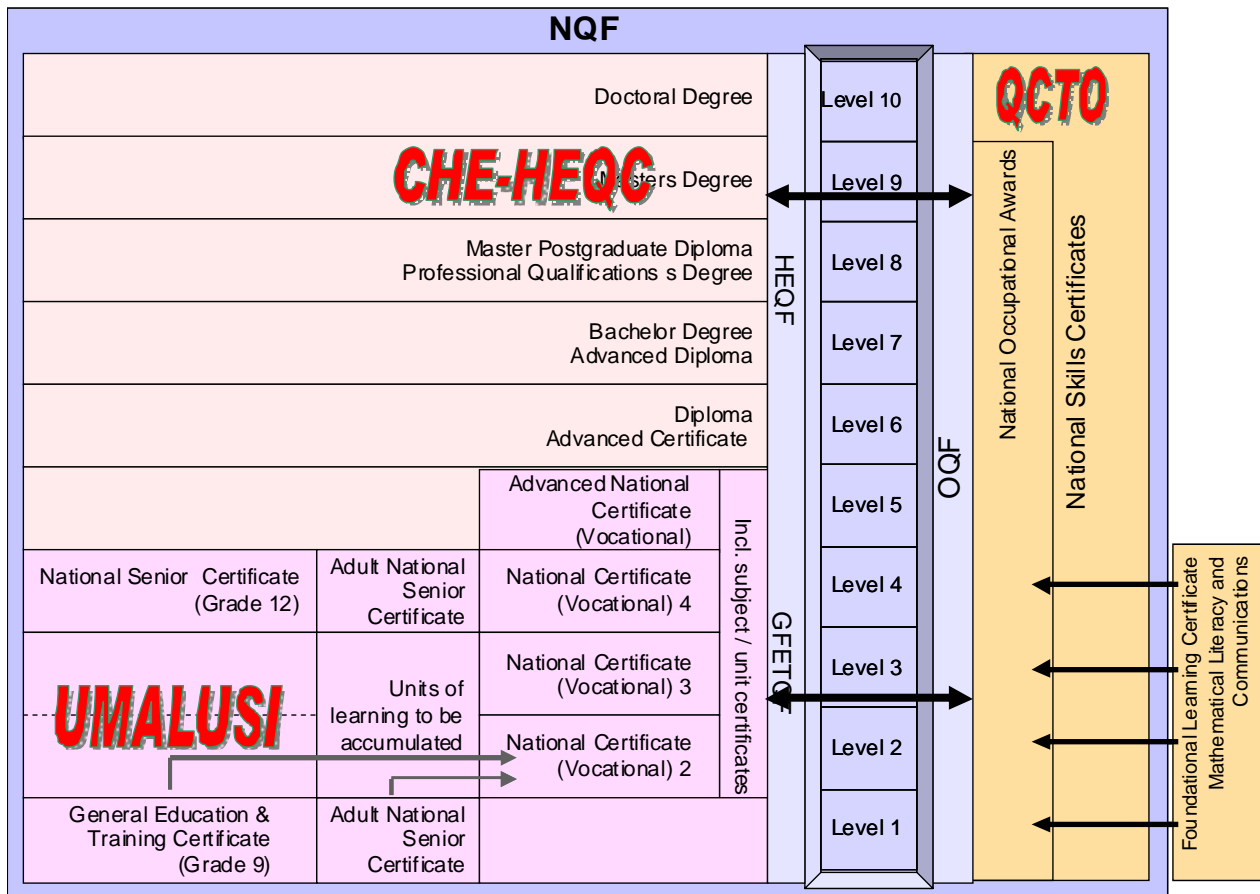 NQF
Doctoral Degree
CHE-HEQC
Masters Degree
Master Postgraduate Diploma
Professional Qualifications s Degree
Bachelor Degree
Advanced Diploma
Diploma
Advanced Certificate
Advanced National
Certificate
(Vocational)
National Senior Certificate
(Grade 12)
Adult National
Senior
Certificate
National Certificate
(Vocational) 4
National Certificate
(Vocational) 3
UMALUSI
Units of
learning to be
accumulated
National Certificate
(Vocational) 2
General Education &
Training Certificate
(Grade 9)
Adult National
Senior
Certificate
Incl. subject / unit certificates
HEQF
GFETQF
Level 10
Level 9
Level 8
Level 7
Level 6
Level 5
Level 4
Level 3
Level 2
Level 1
OQF
QCTO
National Occupational Awards
National Skills Certificates
Foundational Learning Certificate
Mathematical Literacy and
Communications